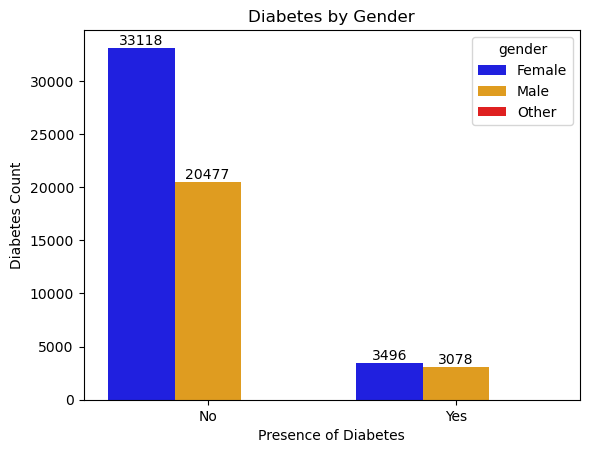 Diabetes by Gender
33118
20477
3496
3078
gender
Female
Male
Other
30000
25000
20000
15000
10000
5000
0
Diabetes Count
No
Yes
Presence of Diabetes